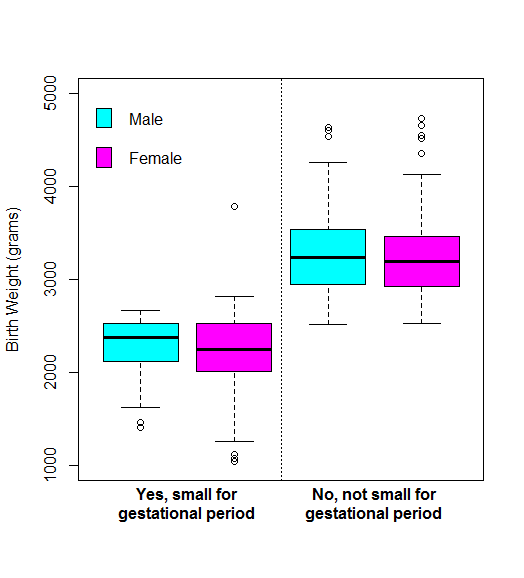 5000
4000
3000
2000
1000
Birth Weight (grams)
Male
Female
Yes, small for
gestational period
No, not small for
gestational period